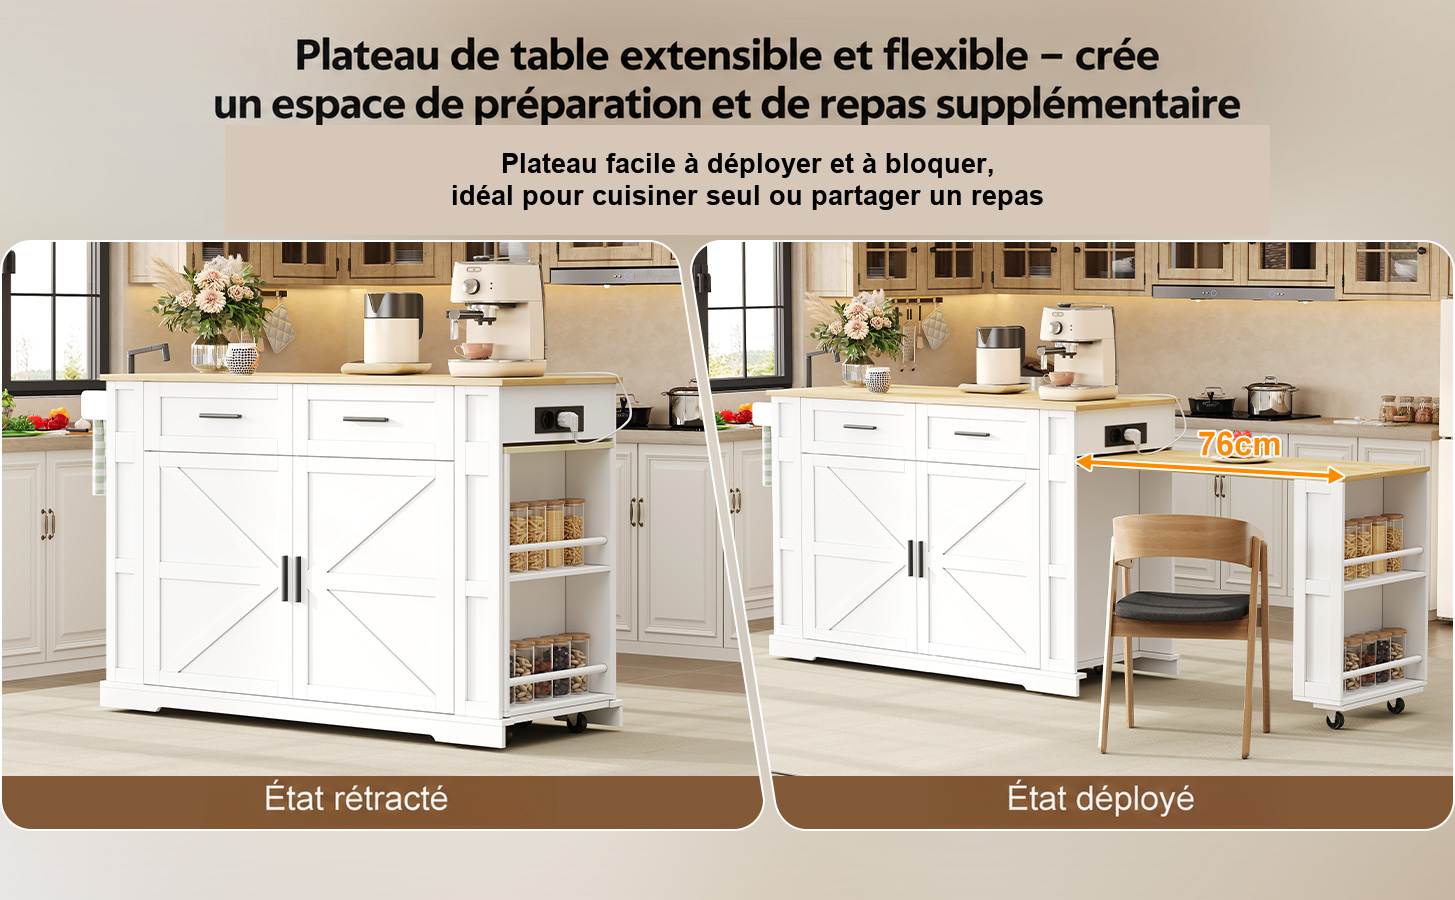 Plateau de table extensible et flexible – crée
un espace de préparation et de repas supplémentaire
Plateau facile à déployer et à bloquer,
idéal pour cuisiner seul ou partager un repas
76cm
État rétracté
État déployé